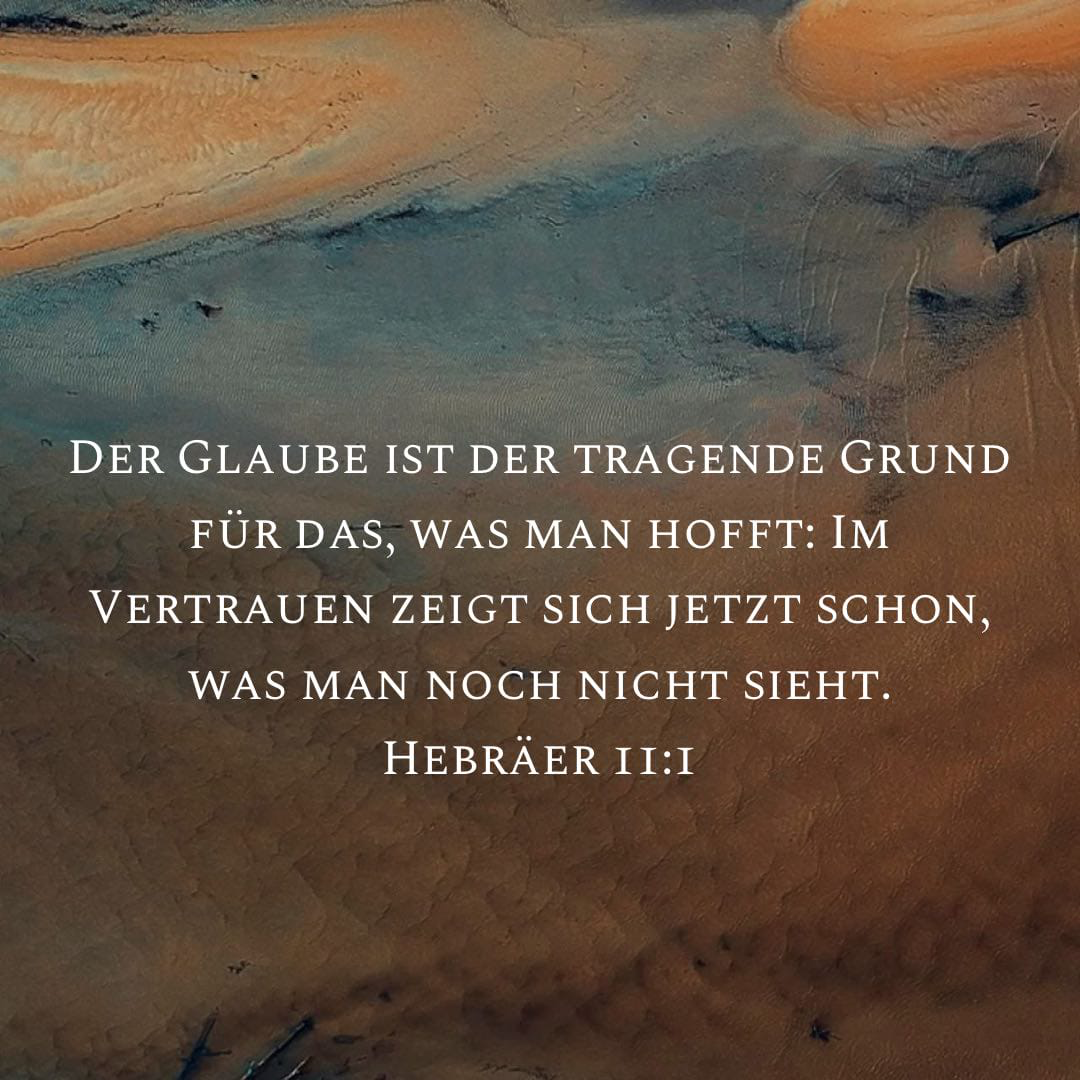 Der Glaube ist der tragende Grund
für das, was man hofft: Im
Vertrauen zeigt sich jetzt schon,
was man noch nicht sieht.
Hebräer 11:1